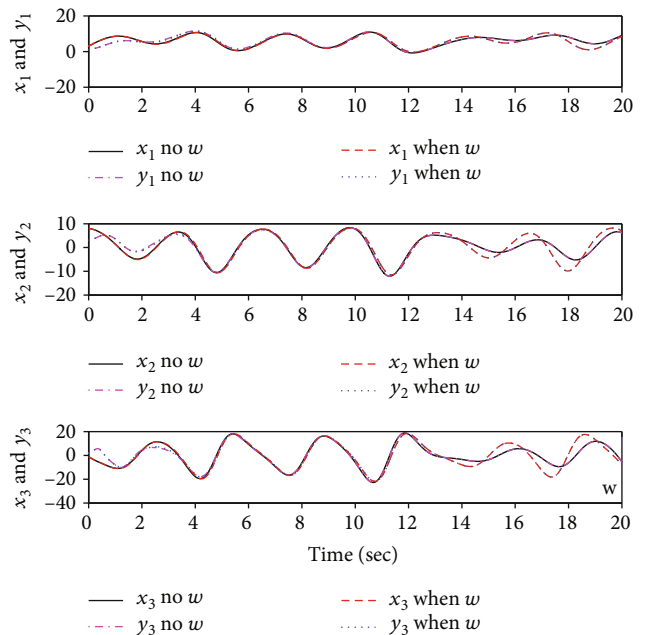 x1 and y1
20
0
−20
0 2 4 6 8 10 12 14 16 18 20
x1 no w
x1 when w
y1 no w
y1 when w
x2 and y2
10
0
−10
−20
0 2 4 6 8 10 12 14 16 18 20
x2 no w
x2 when w
y2 no w
y2 when w
x3 and y3
20
0
−20
−40
w
0 2 4 6 8 10 12 14 16 18 20
Time (sec)
x3 no w
x3 when w
y3 no w
y3 when w